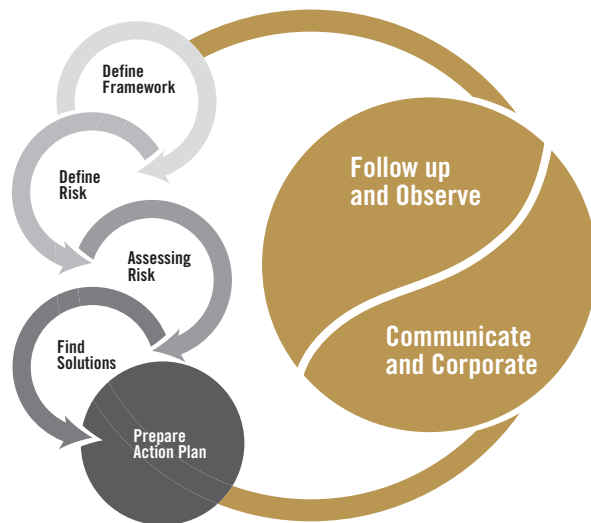 Define
Framework
Define
Risk
Assessing
Risk
Find
Solutions
Prepare
Action Plan
Follow up
and Observe
Communicate
and Corporate